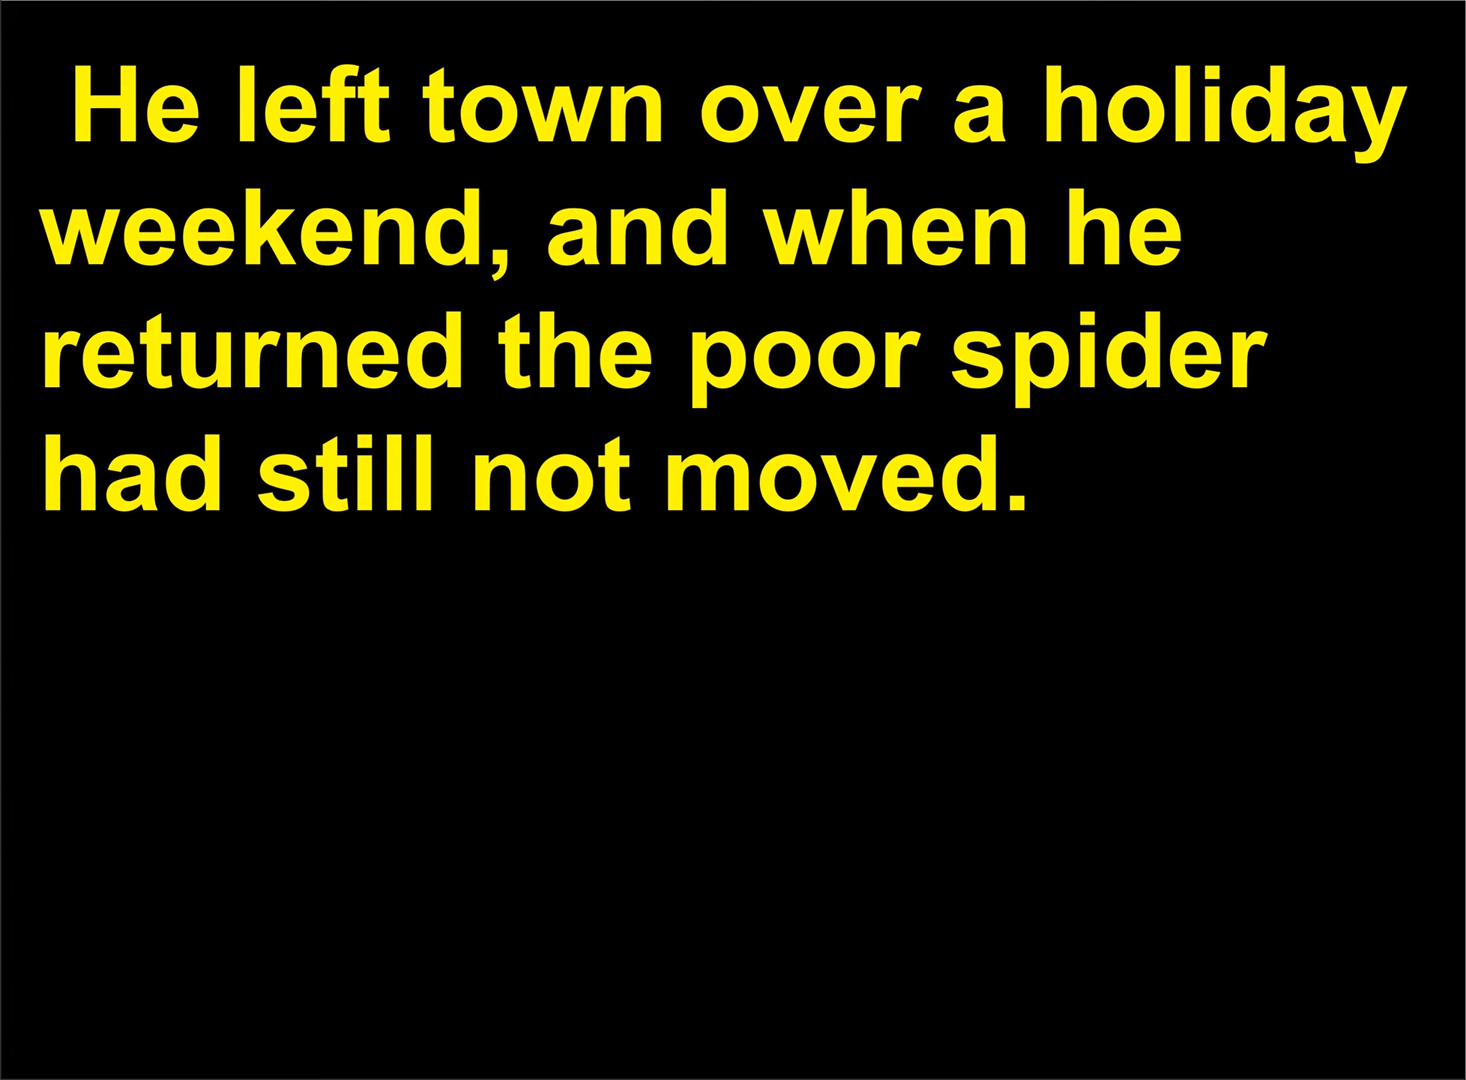 He left town over a holiday
weekend, and when he
returned the poor spider
had still not moved.